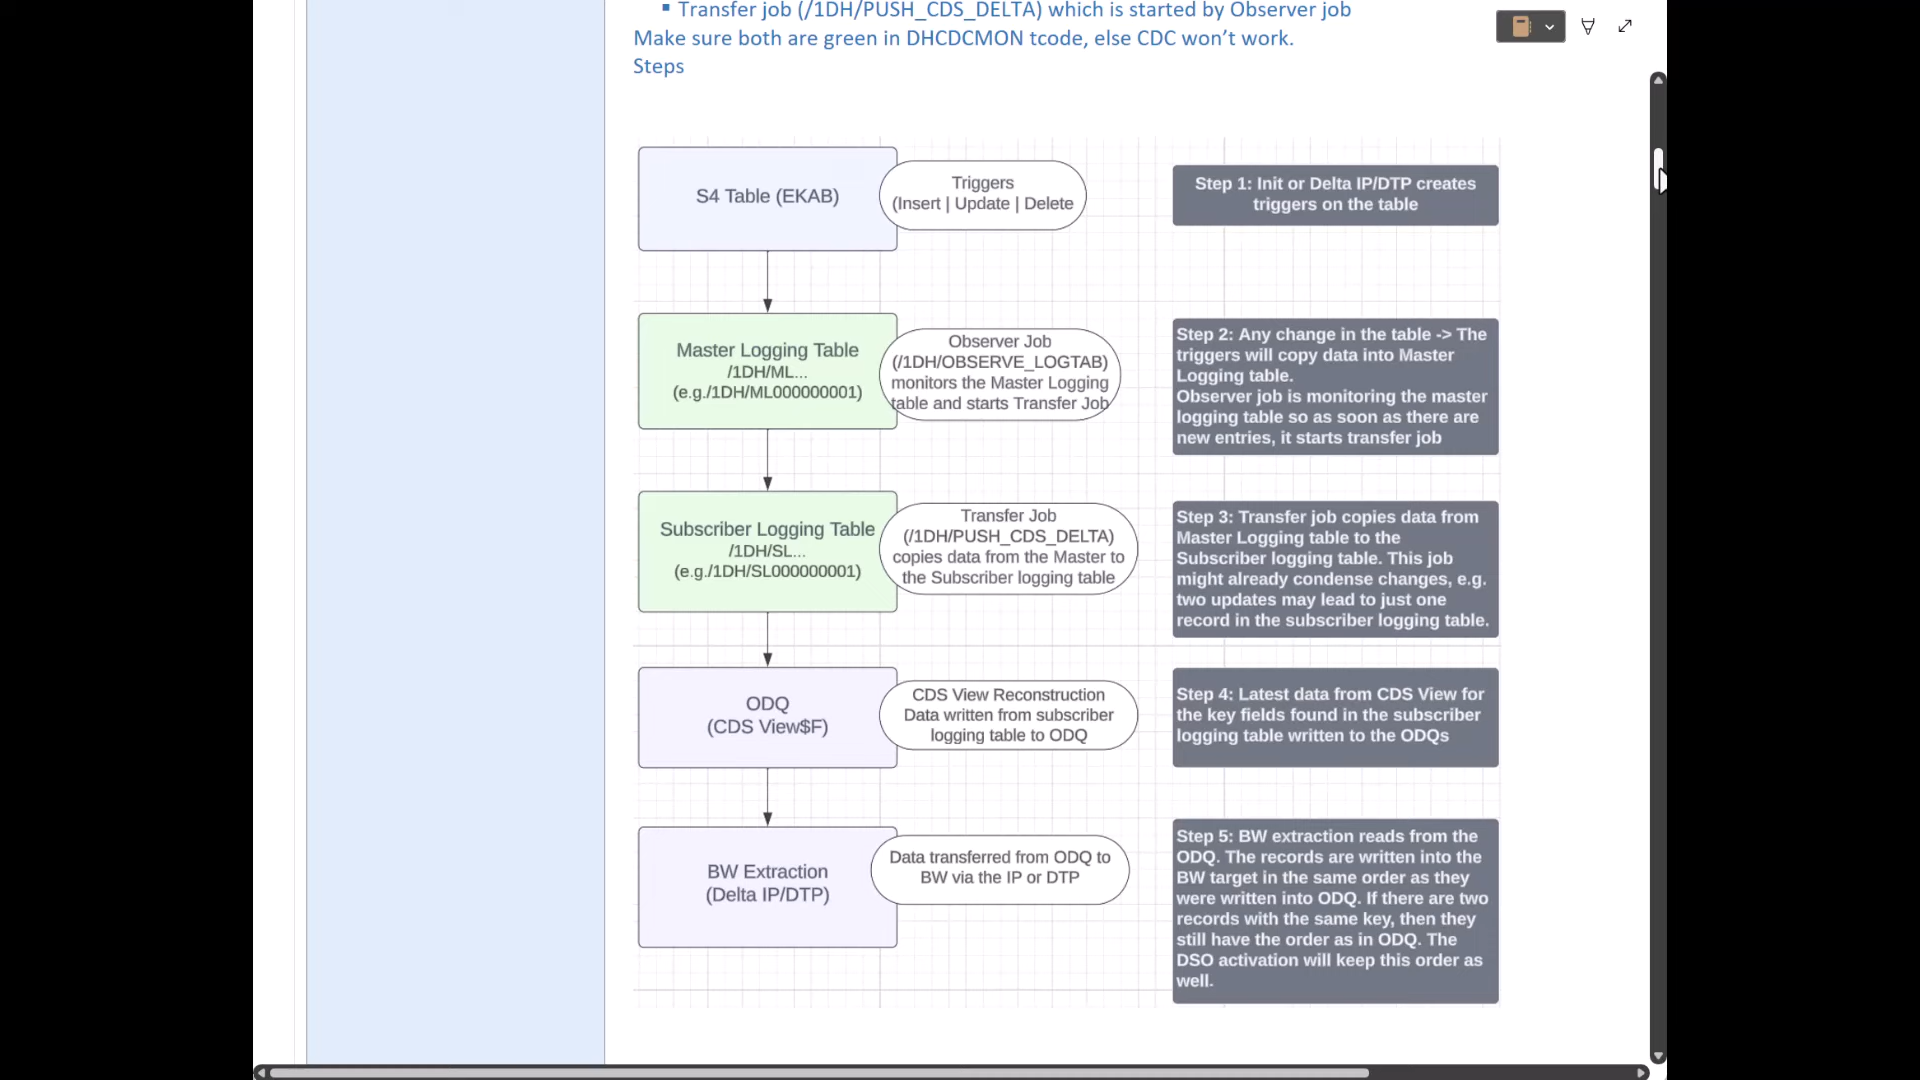 ▪ Transfer job (/1DH/PUSH_CDS_DELTA) which is started by Observer job
Make sure both are green in DHCDCMON tcode, else CDC won't work.
Steps
S4 Table (EKAB)
Triggers
(Insert | Update | Delete
Step 1: Init or Delta IP/DTP creates
triggers on the table
Master Logging Table
/1DH/ML...
(e.g./1DH/ML000000001)
Observer Job
(/1DH/OBSERVE_LOGTAB)
monitors the Master Logging
table and starts Transfer Job
Step 2: Any change in the table -> The
triggers will copy data into Master
Logging table.
Observer job is monitoring the master
logging table so as soon as there are
new entries, it starts transfer job
Subscriber Logging Table
/1DH/SL...
(e.g./1DH/SL000000001)
Transfer Job
(/1DH/PUSH_CDS_DELTA)
copies data from the Master to
the Subscriber logging table
Step 3: Transfer job copies data from
Master Logging table to the
Subscriber logging table. This job
might already condense changes, e.g.
two updates may lead to just one
record in the subscriber logging table.
ODQ
(CDS View$F)
CDS View Reconstruction
Data written from subscriber
logging table to ODQ
Step 4: Latest data from CDS View for
the key fields found in the subscriber
logging table written to the ODQs
BW Extraction
(Delta IP/DTP)
Data transferred from ODQ to
BW via the IP or DTP
Step 5: BW extraction reads from the
ODQ. The records are written into the
BW target in the same order as they
were written into ODQ. If there are two
records with the same key, then they
still have the order as in ODQ. The
DSO activation will keep this order as
well.